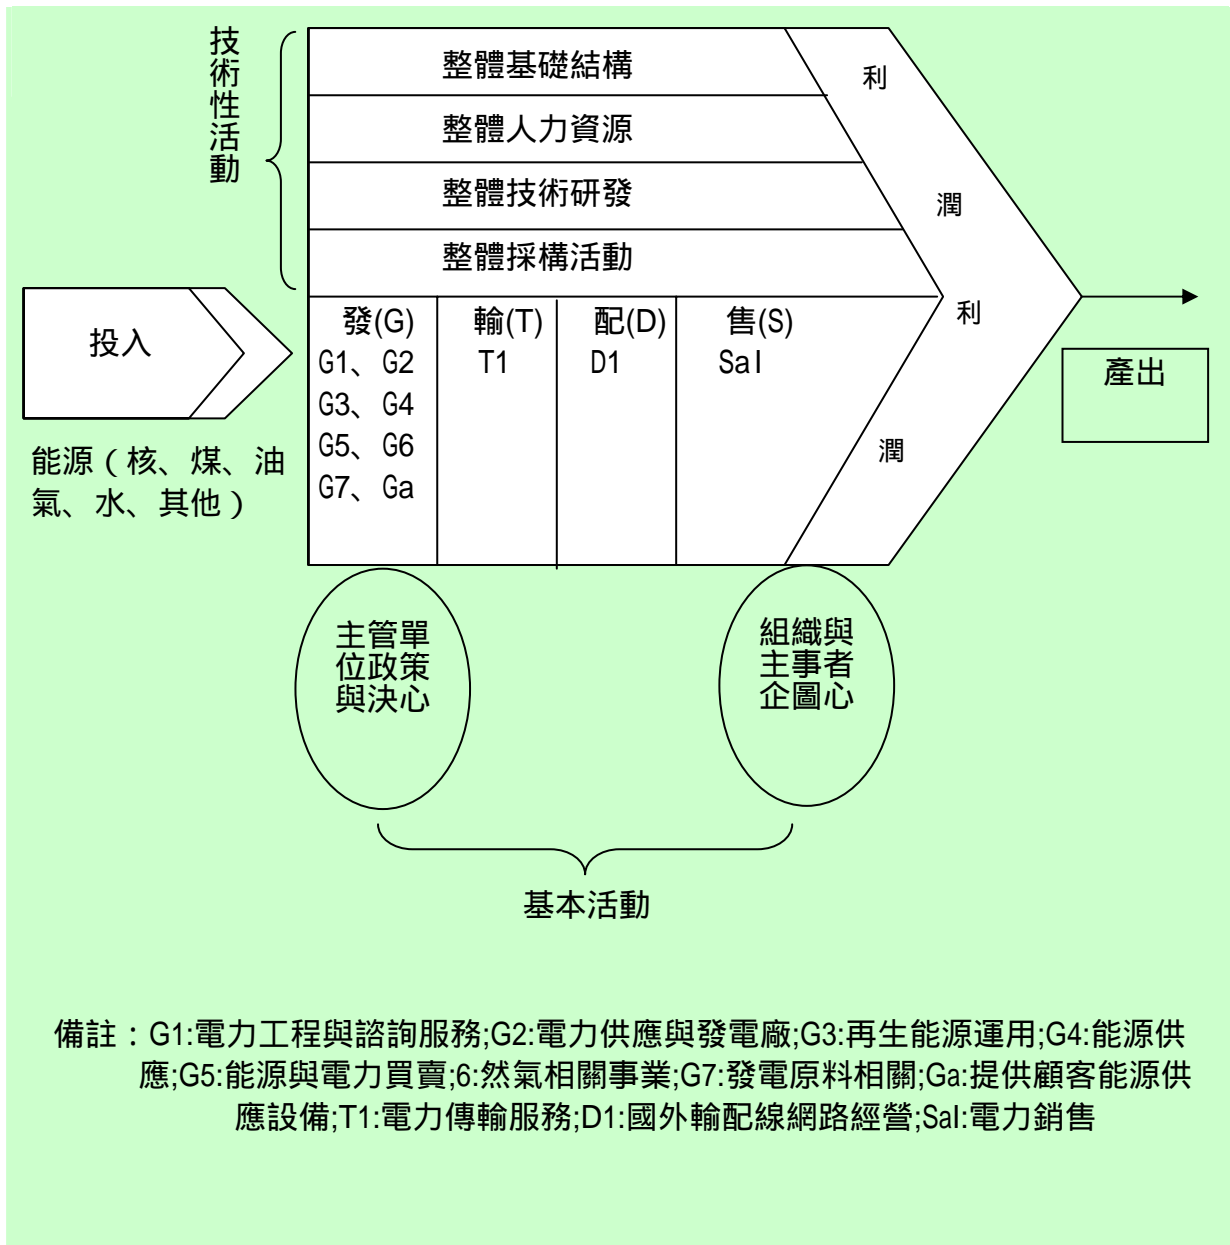 技術性活動
整體基礎結構
整體人力資源
整體技術研發
整體採構活動
利
潤
利
潤
投入
能源（核、煤、油
氣、水、其他）
發(G)
G1、G2
G3、G4
G5、G6
G7、Ga
輸(T)
T1
配(D)
D1
售(S)
Sal
產出
主管單
位政策
與決心
組織與
主事者
企圖心
基本活動
備註：G1:電力工程與諮詢服務;G2:電力供應與發電廠;G3:再生能源運用;G4:能源供
應;G5:能源與電力買賣;6:然氣相關事業;G7:發電原料相關;Ga:提供顧客能源供
應設備;T1:電力傳輸服務;D1:國外輸配線網路經營;Sal:電力銷售